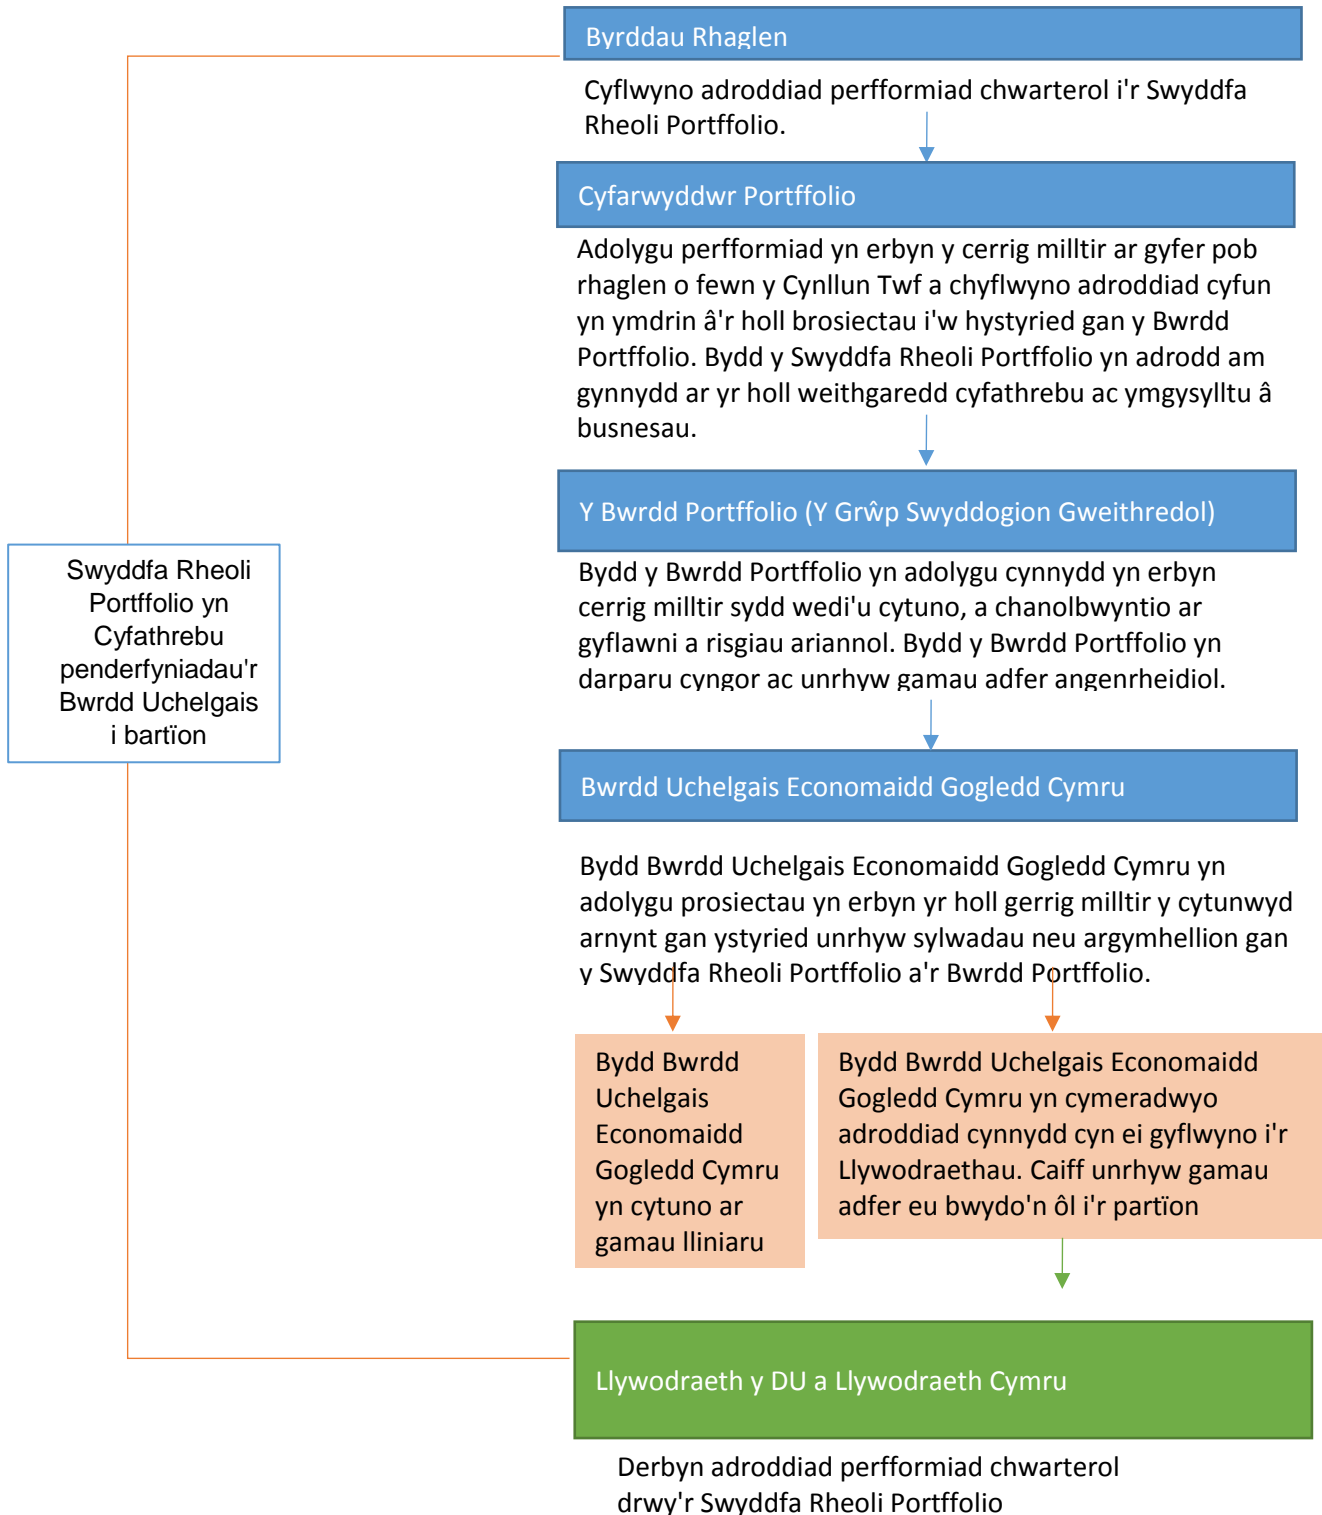 Byrddau Rhaglen
Cyflwyno adroddiad perfformiad chwarterol i'r Swyddfa
Rheoli Portffolio.
Cyfarwyddwr Portffolio
Adolygu perfformiad yn erbyn y cerrig milltir ar gyfer pob
rhaglen o fewn y Cynllun Twf a chyflwyno adroddiad cyfun
yn ymdrin â'r holl brosiectau i'w hystyried gan y Bwrdd
Portffolio. Bydd y Swyddfa Rheoli Portffolio yn adrodd am
gynnydd ar yr holl weithgaredd cyfathrebu ac ymgysylltu â
busnesau.
Y Bwrdd Portffolio (Y Grŵp Swyddogion Gweithredol)
Bydd y Bwrdd Portffolio yn adolygu cynnydd yn erbyn
cerrig milltir sydd wedi'u cytuno, a chanolbwyntio ar
gyflawni a risgiau ariannol. Bydd y Bwrdd Portffolio yn
darparu cyngor ac unrhyw gamau adfer angenrheidiol.
Swyddfa Rheoli
Portffolio yn
Cyfathrebu
penderfyniadau'r
Bwrdd Uchelgais
i bartïon
Bwrdd Uchelgais Economaidd Gogledd Cymru
Bydd Bwrdd Uchelgais Economaidd Gogledd Cymru yn
adolygu prosiectau yn erbyn yr holl gerrig milltir y cytunwyd
arnynt gan ystyried unrhyw sylwadau neu argymhellion gan
y Swyddfa Rheoli Portffolio a'r Bwrdd Portffolio.
Bydd Bwrdd
Uchelgais
Economaidd
Gogledd Cymru
yn cytuno ar
gamau lliniaru
Bydd Bwrdd Uchelgais Economaidd
Gogledd Cymru yn cymeradwyo
adroddiad cynnydd cyn ei gyflwyno i'r
Llywodraethau. Caiff unrhyw gamau
adfer eu bwydo'n ôl i'r partïon
Llywodraeth y DU a Llywodraeth Cymru
Derbyn adroddiad perfformiad chwarterol
drwy'r Swyddfa Rheoli Portffolio